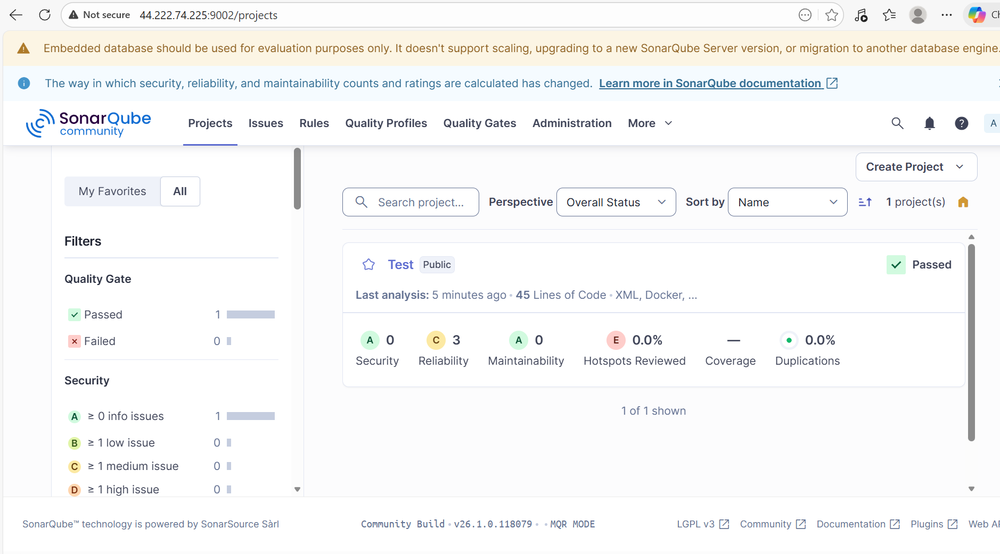 Not secure 44.222.74.225:9002/projects
Embedded database should be used for evaluation purposes only. It doesn't support scaling, upgrading to a new SonarQube Server version, or migration to another database engine.
The way in which security, reliability, and maintainability counts and ratings are calculated has changed. Learn more in SonarQube documentation
SonarQube community
Projects Issues Rules Quality Profiles Quality Gates Administration More ? A
Create Project
My Favorites All
Search project... Perspective Overall Status Sort by Name 1 project(s)
Filters
Quality Gate
Passed 1
Failed 0
Security
A ≥ 0 info issues 1
B ≥ 1 low issue 0
C ≥ 1 medium issue 0
D ≥ 1 high issue 0
Test Public Passed
Last analysis: 5 minutes ago • 45 Lines of Code • XML, Docker, ...
A 0 C 3 A 0 E 0.0% — 0.0%
Security Reliability Maintainability Hotspots Reviewed Coverage Duplications
1 of 1 shown
SonarQube™ technology is powered by SonarSource Sàrl
Community Build • v26.1.0.118079 • • MQR MODE
LGPL v3 Community Documentation Plugins Web